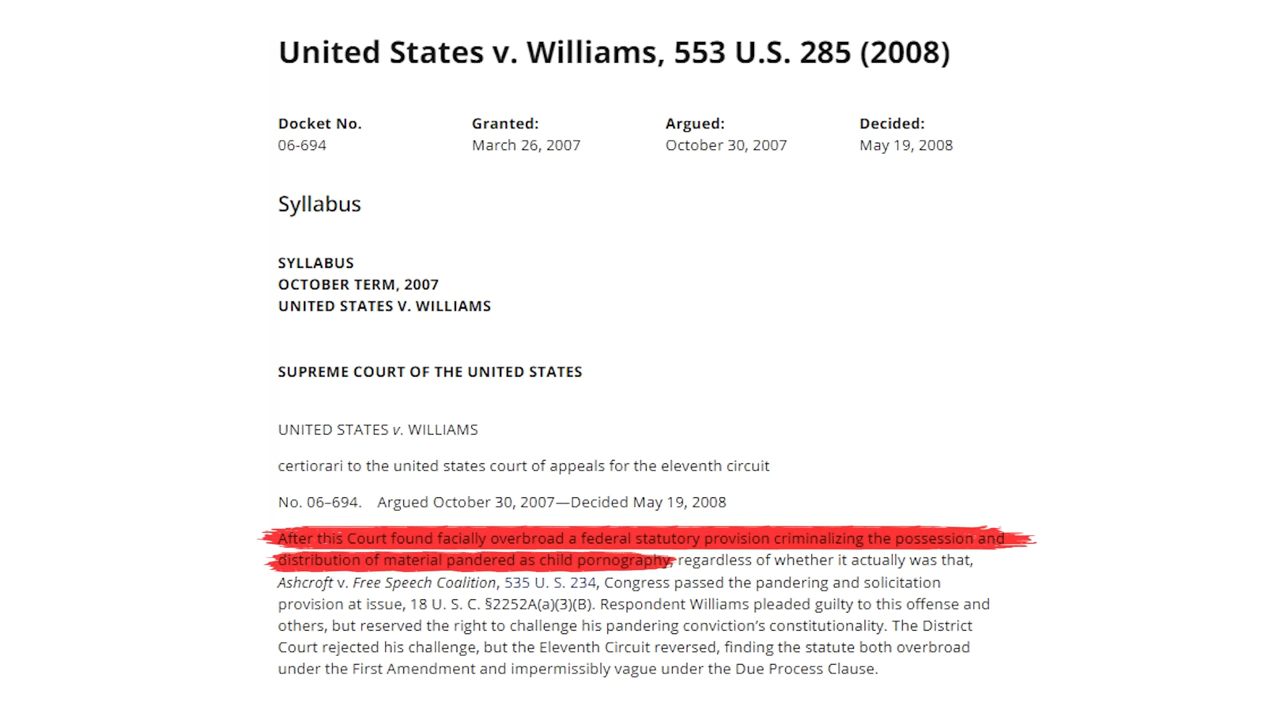 United States v. Williams, 553 U.S. 285 (2008)
Docket No. Granted: Argued: Decided:
06-694 March 26, 2007 October 30, 2007 May 19, 2008
Syllabus
SYLLABUS
OCTOBER TERM, 2007
UNITED STATES V. WILLIAMS
SUPREME COURT OF THE UNITED STATES
UNITED STATES v. WILLIAMS
certiorari to the united states court of appeals for the eleventh circuit
No. 06–694. Argued October 30, 2007—Decided May 19, 2008
After this Court found facially overbroad a federal statutory provision criminalizing the possession and
distribution of material pandered as child pornography, regardless of whether it actually was that,
Ashcroft v. Free Speech Coalition, 535 U. S. 234, Congress passed the pandering and solicitation
provision at issue, 18 U. S. C. §2252A(a)(3)(B). Respondent Williams pleaded guilty to this offense and
others, but reserved the right to challenge his pandering conviction’s constitutionality. The District
Court rejected his challenge, but the Eleventh Circuit reversed, finding the statute both overbroad
under the First Amendment and impermissibly vague under the Due Process Clause.